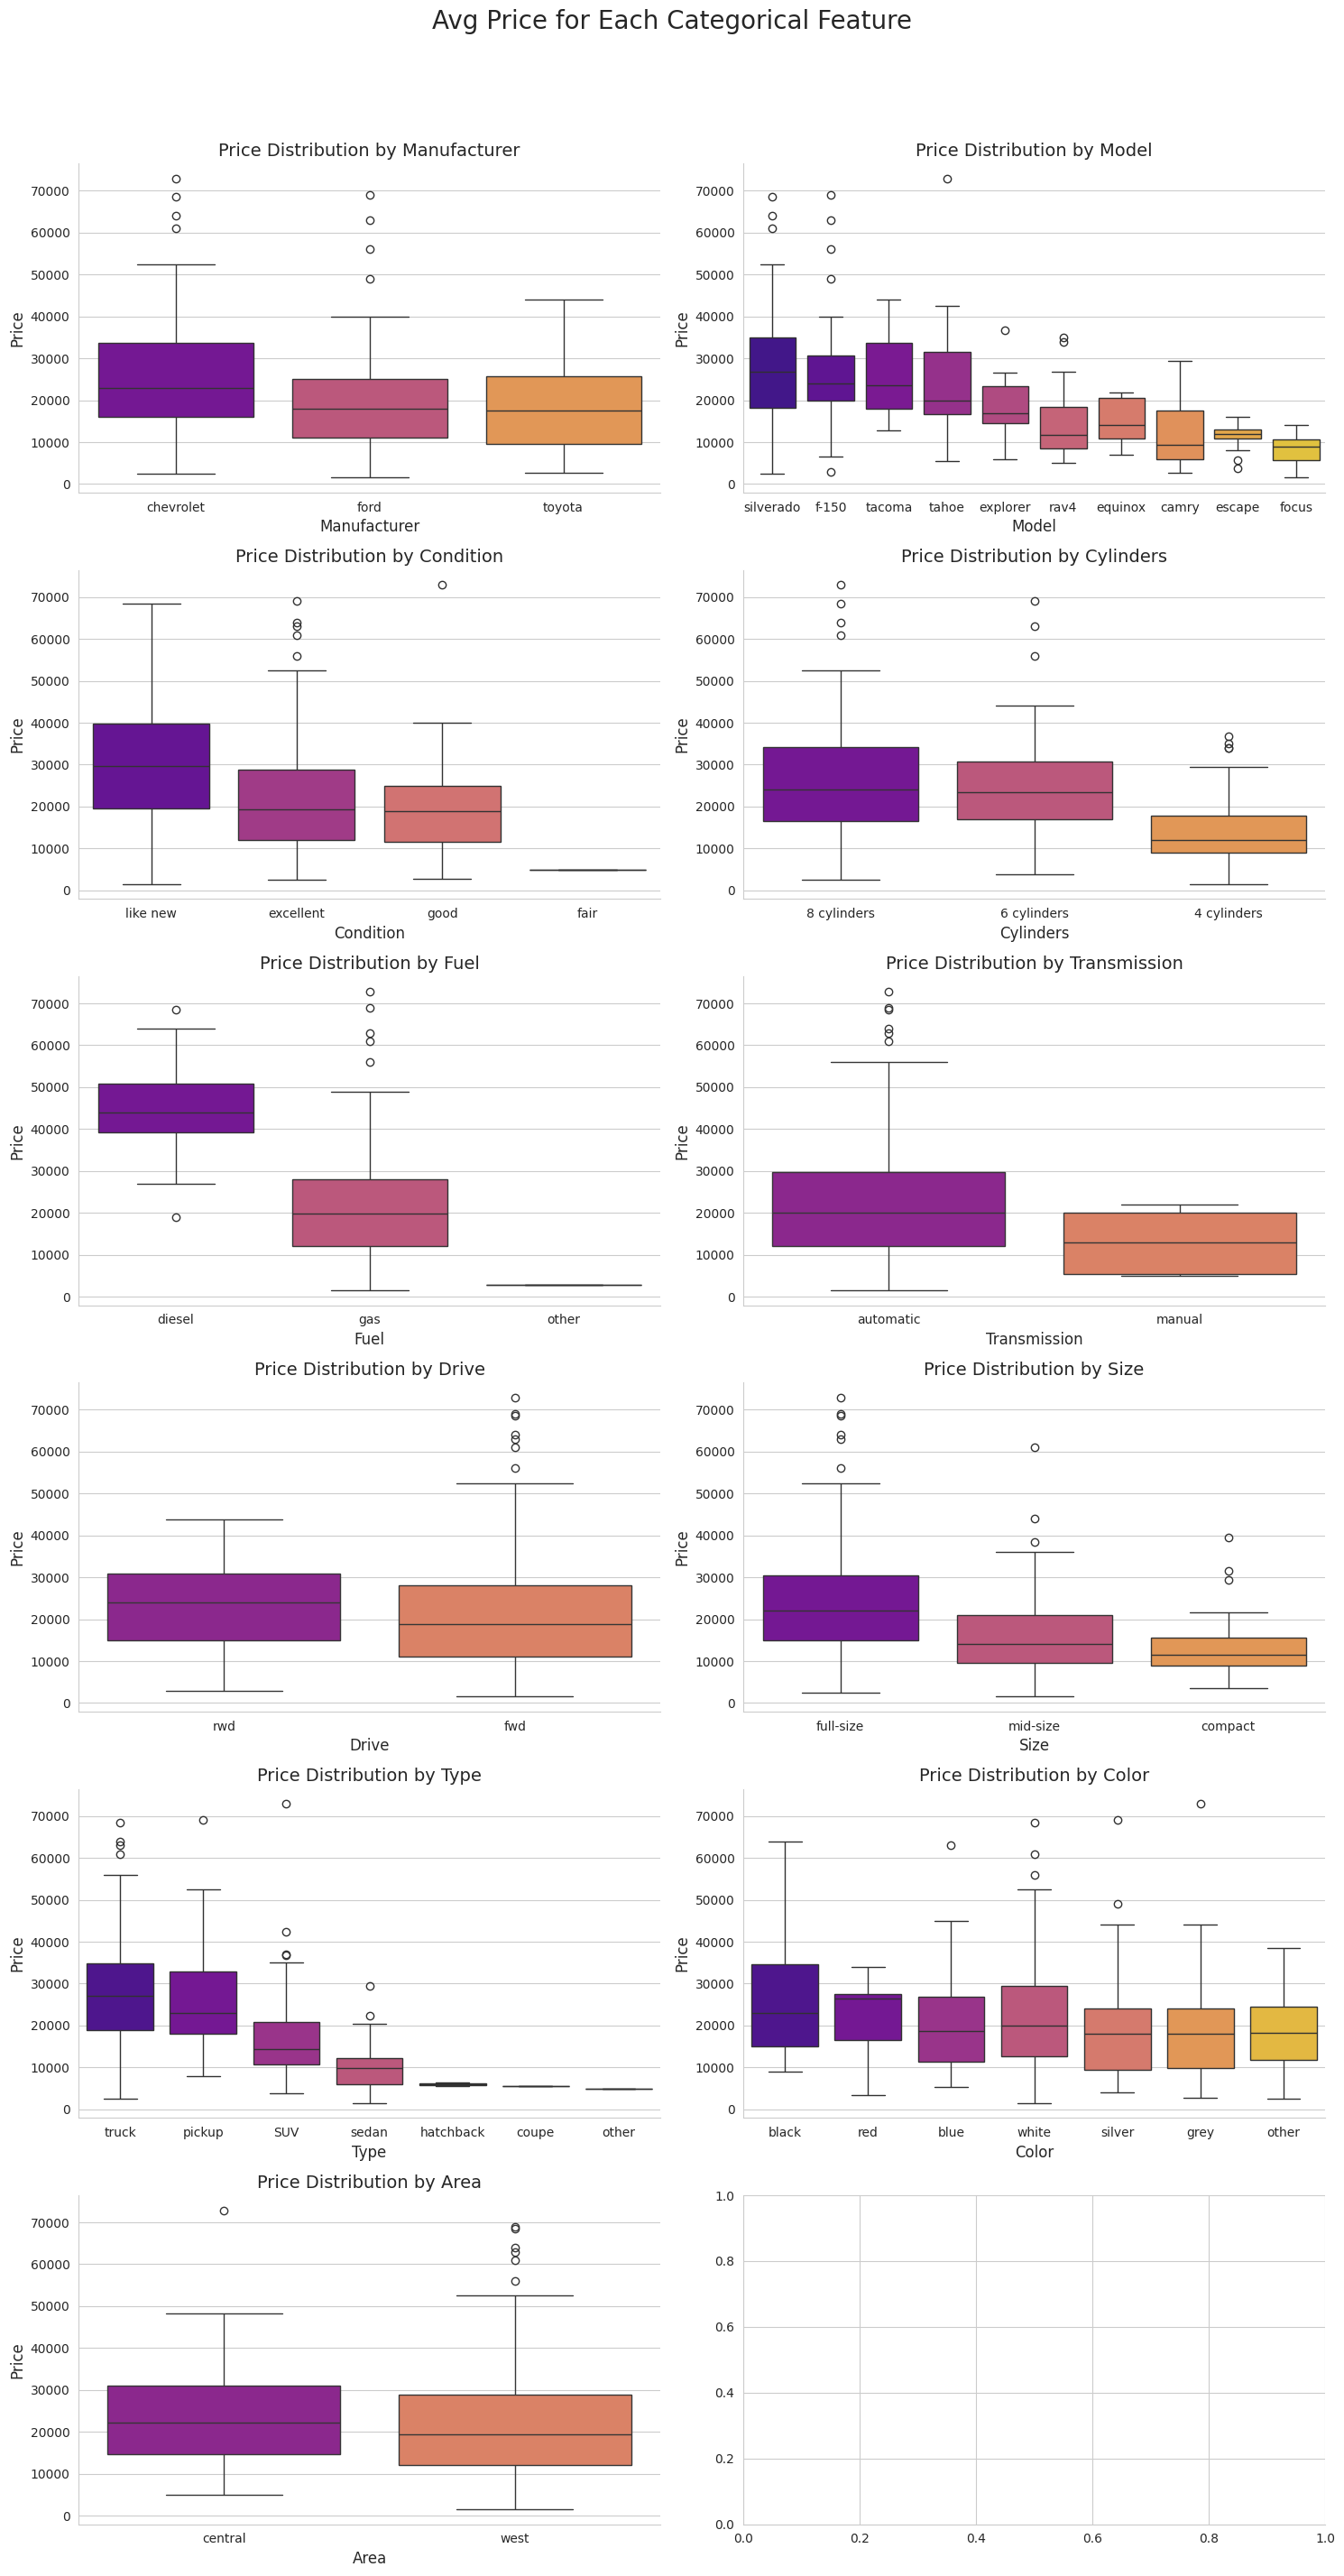 Avg Price for Each Categorical Feature
Price Distribution by Manufacturer
Price
70000
60000
50000
40000
30000
20000
10000
0
chevrolet ford toyota
Manufacturer
Price Distribution by Model
Price
70000
60000
50000
40000
30000
20000
10000
0
silverado f-150 tacoma tahoe explorer rav4 equinox camry escape focus
Model
Price Distribution by Condition
Price
70000
60000
50000
40000
30000
20000
10000
0
like new excellent good fair
Condition
Price Distribution by Cylinders
Price
70000
60000
50000
40000
30000
20000
10000
0
8 cylinders 6 cylinders 4 cylinders
Cylinders
Price Distribution by Fuel
Price
70000
60000
50000
40000
30000
20000
10000
0
diesel gas other
Fuel
Price Distribution by Transmission
Price
70000
60000
50000
40000
30000
20000
10000
0
automatic manual
Transmission
Price Distribution by Drive
Price
70000
60000
50000
40000
30000
20000
10000
0
rwd fwd
Drive
Price Distribution by Size
Price
70000
60000
50000
40000
30000
20000
10000
0
full-size mid-size compact
Size
Price Distribution by Type
Price
70000
60000
50000
40000
30000
20000
10000
0
truck pickup SUV sedan hatchback coupe other
Type
Price Distribution by Color
Price
70000
60000
50000
40000
30000
20000
10000
0
black red blue white silver grey other
Color
Price Distribution by Area
Price
70000
60000
50000
40000
30000
20000
10000
0
central west
Area
1.0
0.8
0.6
0.4
0.2
0.0
0.0 0.2 0.4 0.6 0.8 1.0